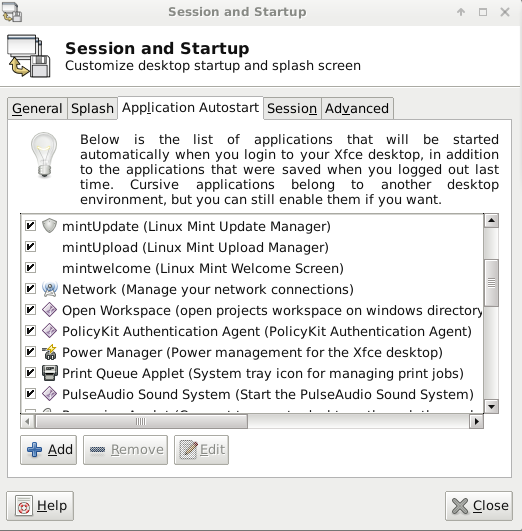 Session and Startup
Session and Startup
Customize desktop startup and splash screen
General Splash Application Autostart Session Advanced
Below is the list of applications that will be started
automatically when you login to your Xfce desktop, in addition
to the applications that were saved when you logged out last
time. Cursive applications belong to another desktop
environment, but you can still enable them if you want.
mintUpdate (Linux Mint Update Manager)
mintUpload (Linux Mint Upload Manager)
mintwelcome (Linux Mint Welcome Screen)
Network (Manage your network connections)
Open Workspace (open projects workspace on windows directory
PolicyKit Authentication Agent (PolicyKit Authentication Agent)
Power Manager (Power management for the Xfce desktop)
Print Queue Applet (System tray icon for managing print jobs)
PulseAudio Sound System (Start the PulseAudio Sound System)
Add Remove Edit
Help Close